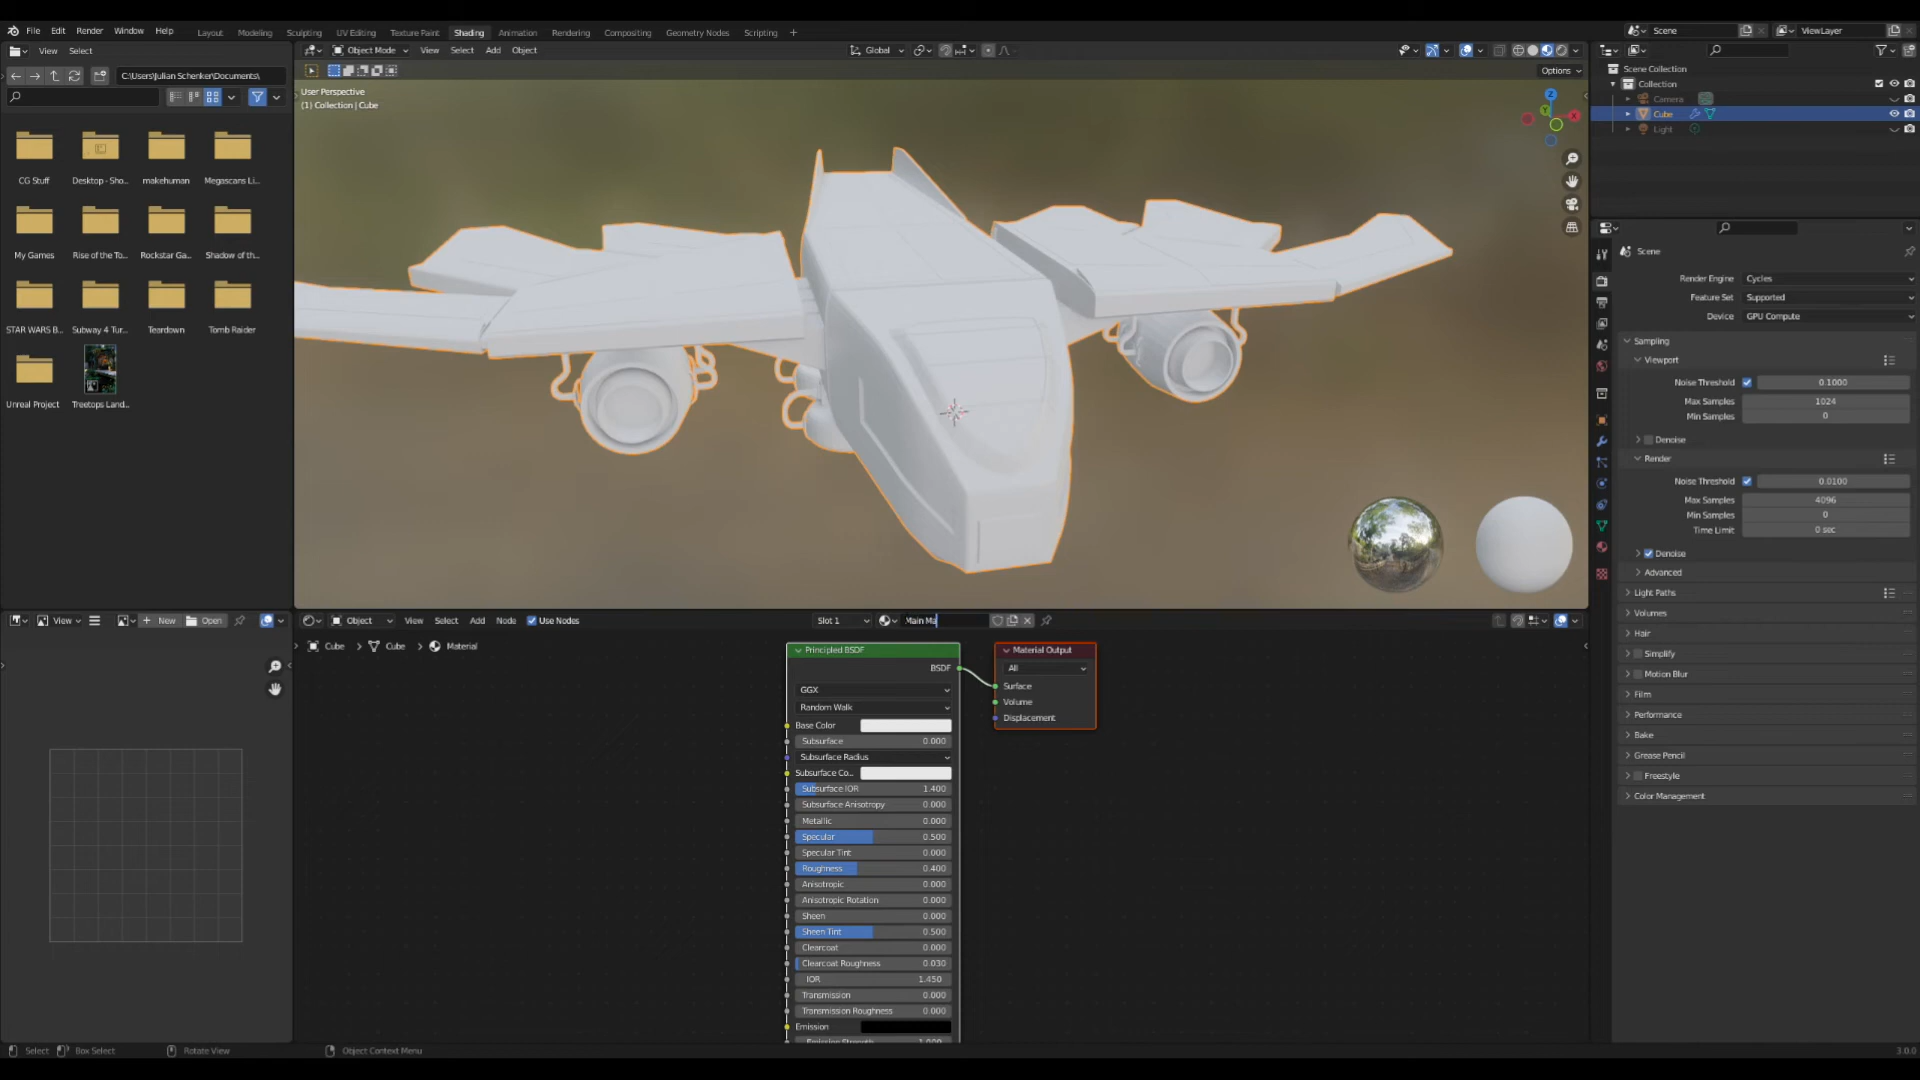 File Edit Render Window Help Layout Modeling Sculpting UV Editing Texture Paint Shading Animation Rendering Compositing Geometry Nodes Scripting + Scene ViewLayer
View Select
C:\Users\Julian Schenker\Documents\
CG Stuff Desktop - Sho... makehuman Megascans Li...
My Games Rise of the To... Rockstar Ga... Shadow of th...
STAR WARS B... Subway 4 Tur... Teardown Tomb Raider
Unreal Project Treetops Land...
Object Mode View Select Add Object Global
Options
User Perspective
(1) Collection | Cube
Z
Y
X
Scene Collection
Collection
Camera
Cube
Light
Scene
Render Engine Cycles
Feature Set Supported
Device GPU Compute
Sampling
Viewport
Noise Threshold 0.1000
Max Samples 1024
Min Samples 0
Denoise
Render
Noise Threshold 0.0100
Max Samples 4096
Min Samples 0
Time Limit 0 sec
Denoise
Advanced
Light Paths
Volumes
Hair
Simplify
Motion Blur
Film
Performance
Bake
Grease Pencil
Freestyle
Color Management
View New Open
Object View Select Add Node Use Nodes Slot 1 Main Ma
Cube > Cube > Material
Principled BSDF
BSDF
GGX
Random Walk
Base Color
Subsurface 0.000
Subsurface Radius
Subsurface Co...
Subsurface IOR 1.400
Subsurface Anisotropy 0.000
Metallic 0.000
Specular 0.500
Specular Tint 0.000
Roughness 0.400
Anisotropic 0.000
Anisotropic Rotation 0.000
Sheen 0.000
Sheen Tint 0.500
Clearcoat 0.000
Clearcoat Roughness 0.030
IOR 1.450
Transmission 0.000
Transmission Roughness 0.000
Emission
Emission Strength 1.000
Material Output
All
Surface
Volume
Displacement
Select Box Select Rotate View Object Context Menu 3.0.0